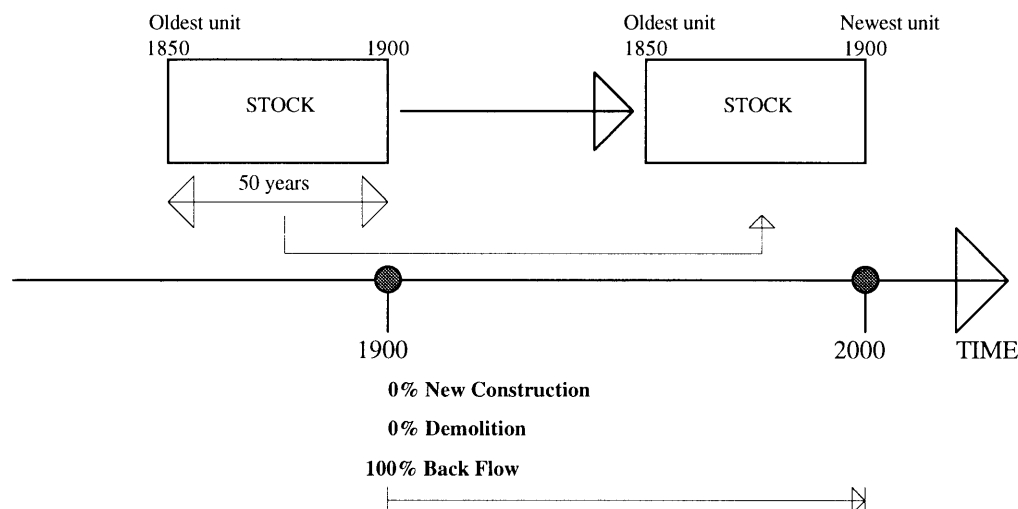 Oldest unit
1850
1900
STOCK
50 years
Oldest unit
1850
Newest unit
1900
STOCK
1900
2000
TIME
0% New Construction
0% Demolition
100% Back Flow